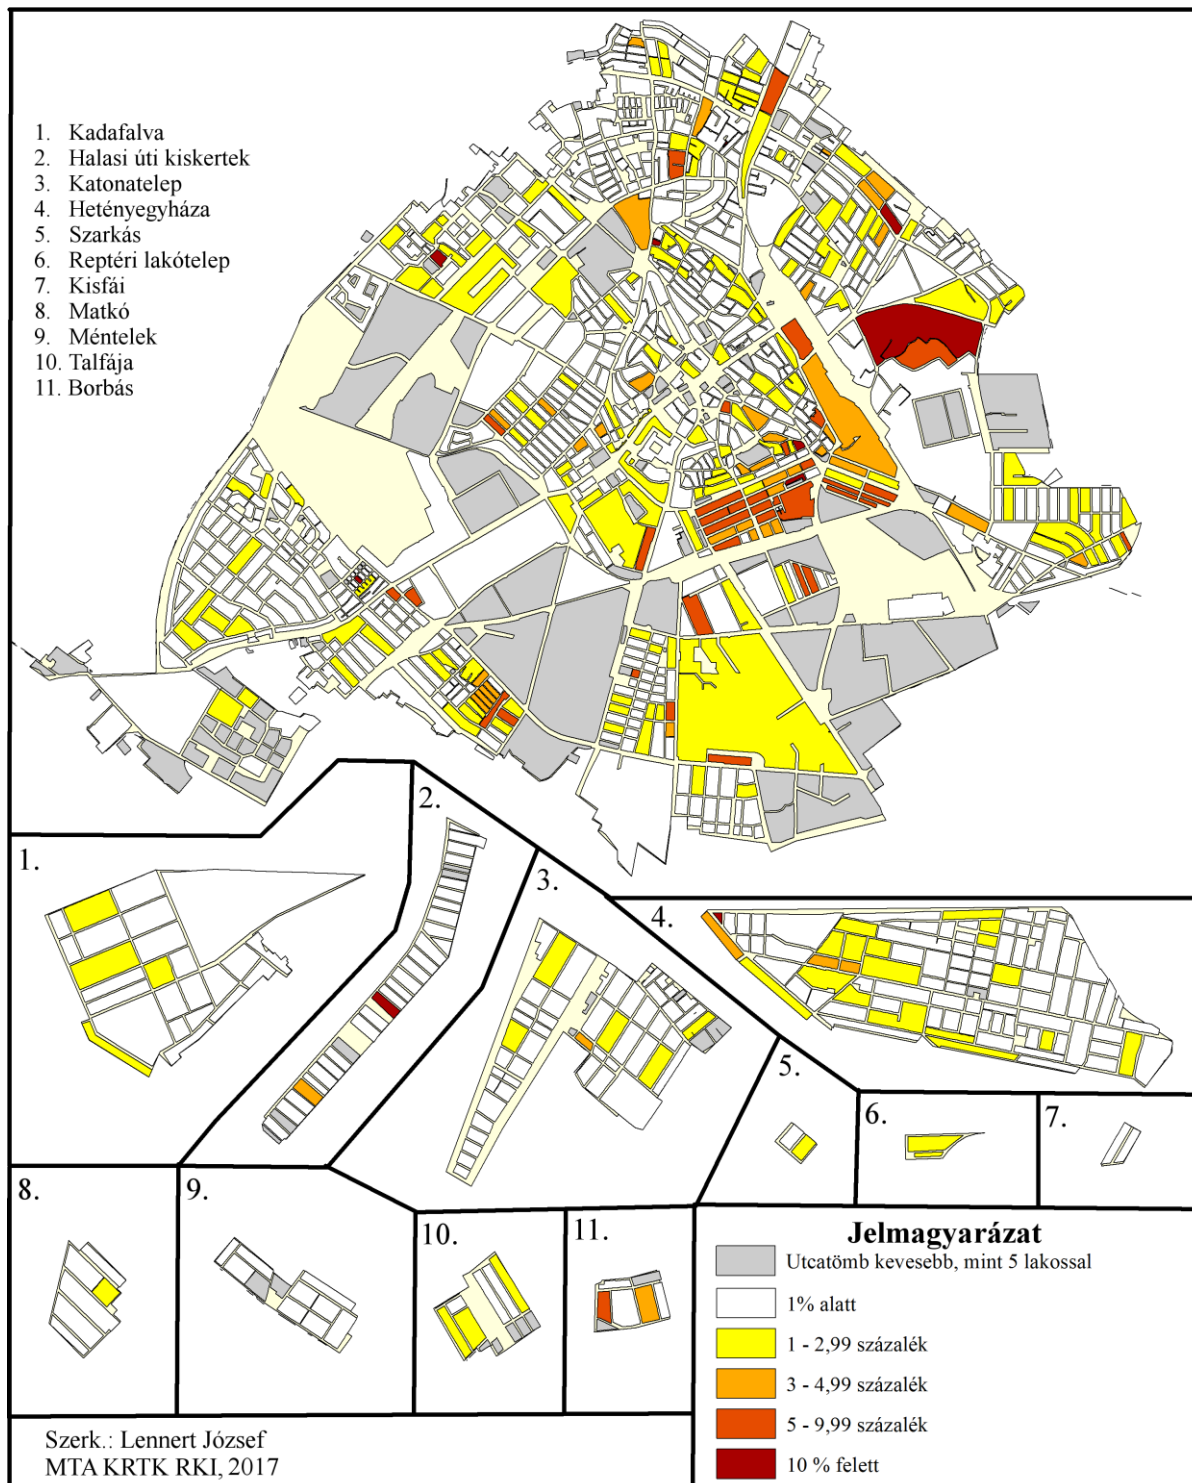 1. Kadafalva
2. Halasi úti kiskertek
3. Katonatelep
4. Hetényegyháza
5. Szarkás
6. Reptéri lakótelep
7. Kisfái
8. Matkó
9. Méntelek
10. Talfája
11. Borbás
1.
2.
3.
4.
5.
6.
7.
8.
9.
10.
11.
Jelmagyarázat
Utcatömb kevesebb, mint 5 lakossal
1% alatt
1 - 2,99 százalék
3 - 4,99 százalék
5 - 9,99 százalék
10 % felett
Szerk.: Lennert József
MTA KRTK RKI, 2017